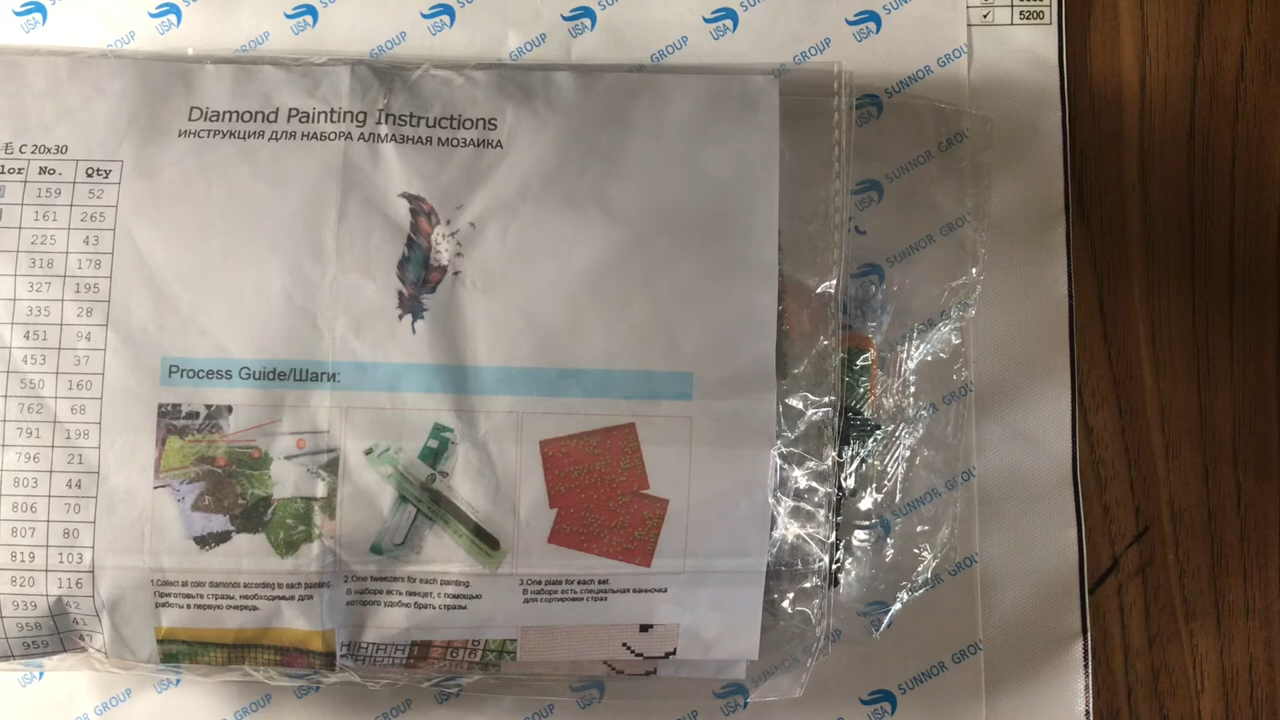 5200
USA
SUNNOR GROUP
Diamond Painting Instructions
ИНСТРУКЦИЯ ДЛЯ НАБОРА АЛМАЗНАЯ МОЗАИКА
毛 C 20x30
No. Qty
159 52
161 265
225 43
318 178
327 195
335 28
451 94
453 37
550 160
762 68
791 198
796 21
803 44
806 70
807 80
819 103
820 116
939 42
958 41
959 47
Process Guide/Шаги:
1.Collect all color diamonds according to each painting.
Приготовьте стразы, необходимые для
работы в первую очередь.
2.One tweezers for each painting.
В наборе есть пинцет, с помощью
которого удобно брать стразы.
3.One plate for each set.
В наборе есть специальная ванночка
для сортировки страз